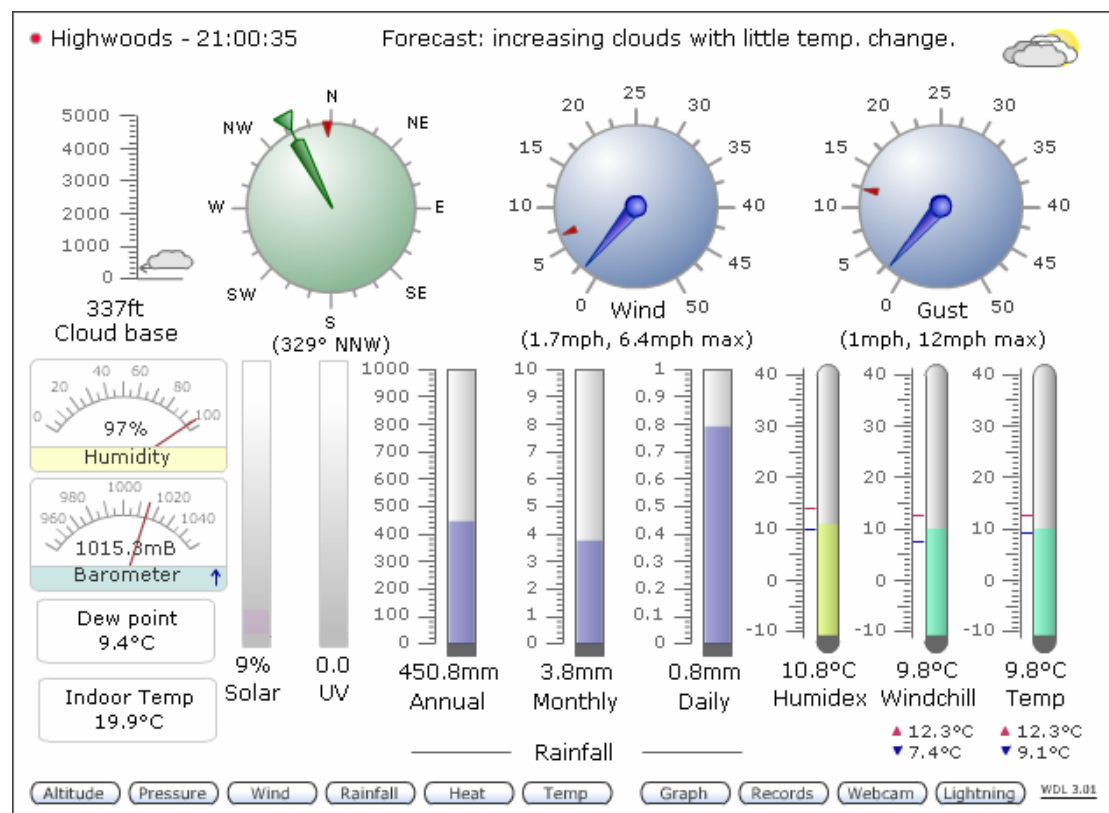 Highwoods - 21:00:35
Forecast: increasing clouds with little temp. change.
5000
4000
3000
2000
1000
0
337ft
Cloud base
N
NE
E
SE
S
SW
W
NW
(329° NNW)
0
5
10
15
20
25
30
35
40
45
50
Wind
(1.7mph, 6.4mph max)
0
5
10
15
20
25
30
35
40
45
50
Gust
(1mph, 12mph max)
0
20
40
60
80
100
97%
Humidity
960
980
1000
1020
1040
1015.3mB
Barometer
Dew point
9.4°C
Indoor Temp
19.9°C
9%
Solar
0.0
UV
1000
900
800
700
600
500
400
300
200
100
0
450.8mm
Annual
10
9
8
7
6
5
4
3
2
1
0
3.8mm
Monthly
1
0.9
0.8
0.7
0.6
0.5
0.4
0.3
0.2
0.1
0
0.8mm
Daily
Rainfall
40
30
20
10
0
-10
10.8°C
Humidex
40
30
20
10
0
-10
9.8°C
Windchill
12.3°C
7.4°C
40
30
20
10
0
-10
9.8°C
Temp
12.3°C
9.1°C
Altitude
Pressure
Wind
Rainfall
Heat
Temp
Graph
Records
Webcam
Lightning
WDL 3.01